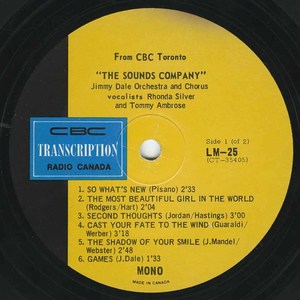 From CBC Toronto
"THE SOUNDS COMPANY"
Jimmy Dale Orchestra and Chorus
vocalists Rhonda Silver
and Tommy Ambrose
CBC
TRANSCRIPTION
RADIO CANADA
Side 1 (of 2)
LM-25
(CT-35405)
1. SO WHAT'S NEW (Pisano) 2'33
2. THE MOST BEAUTIFUL GIRL IN THE WORLD
(Rodgers/Hart) 2'04
3. SECOND THOUGHTS (Jordan/Hastings) 3'00
4. CAST YOUR FATE TO THE WIND (Guaraldi/
Werber) 3'18
5. THE SHADOW OF YOUR SMILE (J.Mandel/
Webster) 2'48
6. GAMES (J.Dale) 1'33
MONO
MADE IN CANADA